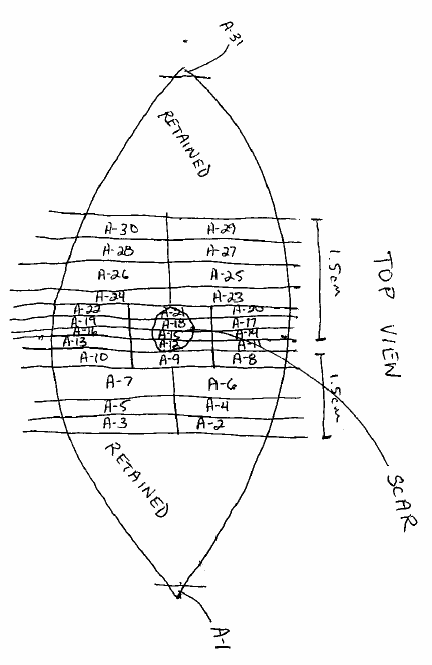 A-31
RETAINED
A-30 A-29
A-28 A-27
A-26 A-25
A-24 A-23
A-22 A-21 A-20
A-19 A-18 A-17
A-16 A-15 A-14
A-13 A-12 A-11
A-10 A-9 A-8
A-7 A-6
A-5 A-4
A-3 A-2
RETAINED
A-1
1.5cm
1.5cm
TOP VIEW
SCAR